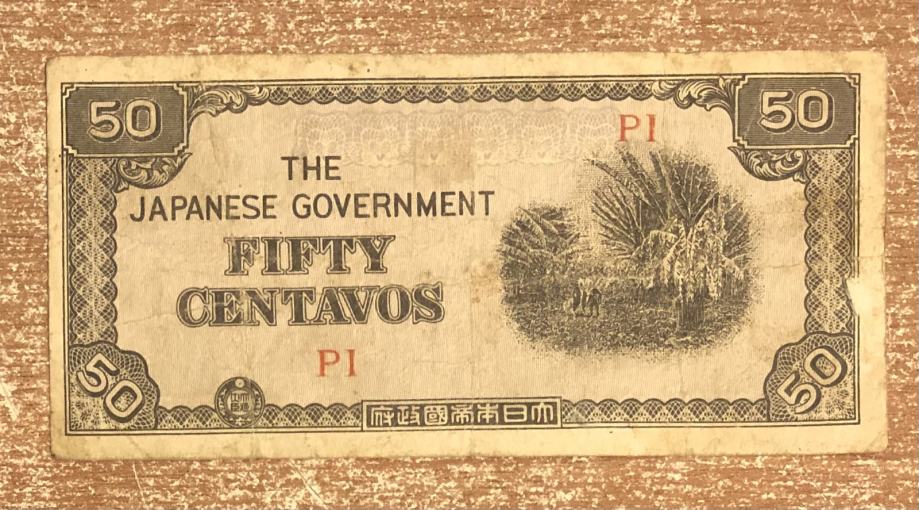 50
50
PI
THE
JAPANESE GOVERNMENT
FIFTY
CENTAVOS
PI
50
50
府政國帝本日大